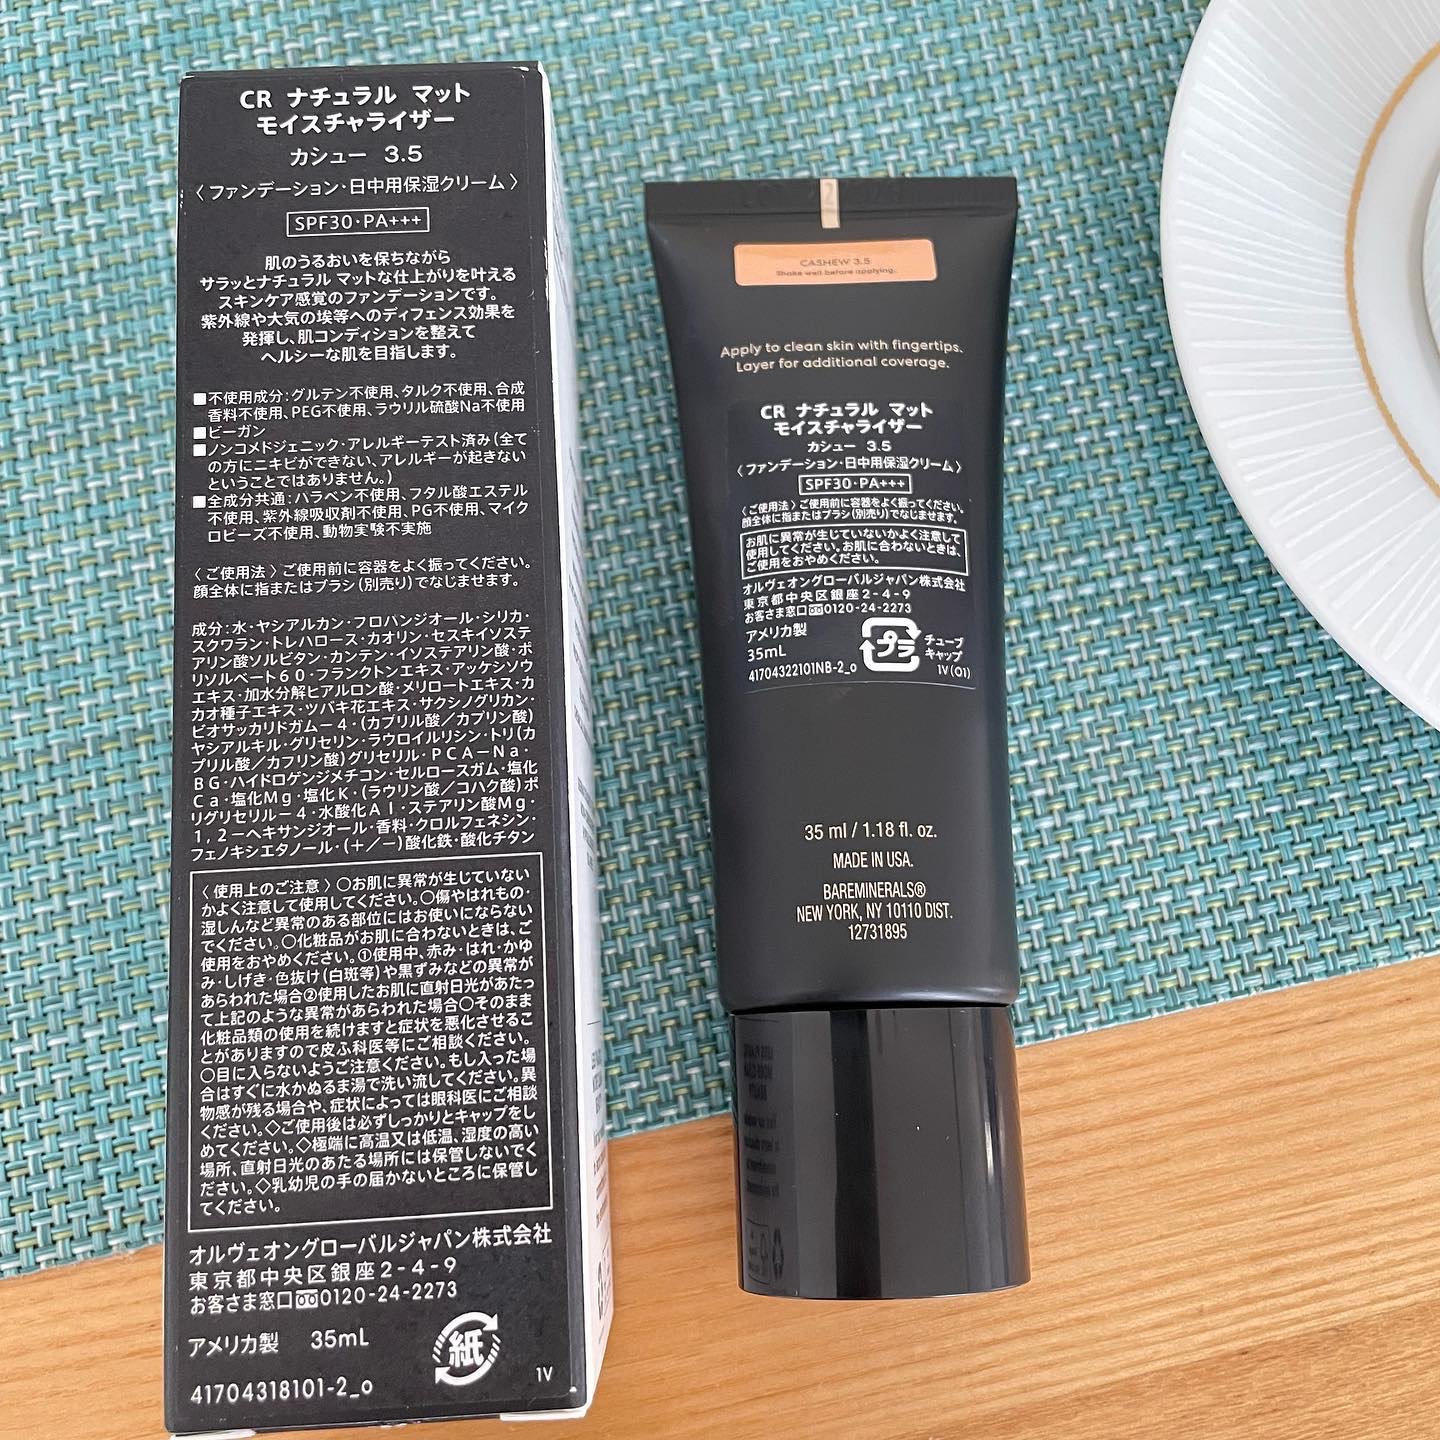 CR ナチュラル マット
モイスチャライザー
カシュー 3.5
〈 ファンデーション・日中用保湿クリーム 〉
SPF30・PA+++
肌のうるおいを保ちながら
サラッとナチュラル マットな仕上がりを叶える
スキンケア感覚のファンデーションです。
紫外線や大気の埃等へのディフェンス効果を
発揮し、肌コンディションを整えて
ヘルシーな肌を目指します。
■不使用成分：グルテン不使用、タルク不使用、合成
香料不使用、PEG不使用、ラウリル硫酸Na不使用
■ビーガン
■ノンコメドジェニック・アレルギーテスト済み（全て
の方にニキビができない、アレルギーが起きない
ということではありません。）
■全成分共通：パラベン不使用、フタル酸エステル
不使用、紫外線吸収剤不使用、PG不使用、マイク
ロビーズ不使用、動物実験不実施
〈 ご使用法 〉ご使用前に容器をよく振ってください。
顔全体に指またはブラシ（別売り）でなじませます。
成分：水・ヤシアルカン・プロパンジオール・シリカ・
スクワラン・トレハロース・カオリン・セスキイソステ
アリン酸ソルビタン・カンテン・イソステアリン酸・ポ
リソルベート６０・プランクトンエキス・アッケシソウ
エキス・加水分解ヒアルロン酸・メリロートエキス・カ
カオ種子エキス・ツバキ花エキス・サクシノグリカン・
ビオサッカリドガム－４・（カプリル酸／カプリン酸）
ヤシアルキル・グリセリン・ラウロイルリシン・トリ（カ
プリル酸／カプリン酸）グリセリル・ＰＣＡ－Ｎａ・
ＢＧ・ハイドロゲンジメチコン・セルロースガム・塩化
Ｃａ・塩化Ｍｇ・塩化Ｋ・（ラウリン酸／コハク酸）ポ
リグリセリル－４・水酸化Ａｌ・ステアリン酸Ｍｇ・
１，２－ヘキサンジオール・香料・クロルフェネシン・
フェノキシエタノール・（＋／－）酸化鉄・酸化チタン
〈 使用上のご注意 〉○お肌に異常が生じていない
かよく注意して使用してください。○傷やはれもの・
湿しんなど異常のある部位にはお使いにならない
でください。○化粧品がお肌に合わないときは、ご
使用をおやめください。①使用中、赤み・はれ・かゆ
み・しげき・色抜け（白斑等）や黒ずみなどの異常が
あらわれた場合②使用したお肌に直射日光があたっ
て上記のような異常があらわれた場合○そのまま
化粧品類の使用を続けますと症状を悪化させるこ
とがありますので皮ふ科医等にご相談ください。
○目に入らないようご注意ください。もし入った場
合はすぐに水かぬるま湯で洗い流してください。異
物感が残る場合や、症状によっては眼科医にご相談
ください。◇ご使用後は必ずしっかりとキャップをし
めてください。◇極端に高温又は低温、湿度の高い
場所、直射日光のあたる場所には保管しないでく
ださい。◇乳幼児の手の届かないところに保管し
てください。
オルヴェオングローバルジャパン株式会社
東京都中央区銀座2-4-9
お客さま窓口0120-24-2273
アメリカ製 35mL
紙
41704318101-2_o 1V
CASHEW 3.5
Shake well before applying.
Apply to clean skin with fingertips.
Layer for additional coverage.
CR ナチュラル マット
モイスチャライザー
カシュー 3.5
〈 ファンデーション・日中用保湿クリーム 〉
SPF30・PA+++
〈 ご使用法 〉ご使用前に容器をよく振ってください。
顔全体に指またはブラシ（別売り）でなじませます。
お肌に異常が生じていないかよく注意して
使用してください。お肌に合わないときは、
ご使用をおやめください。
オルヴェオングローバルジャパン株式会社
東京都中央区銀座2-4-9
お客さま窓口0120-24-2273
アメリカ製
35mL
プラ
チューブ
キャップ
41704322101NB-2_o 1V(01)
35 ml / 1.18 fl. oz.
MADE IN USA.
BAREMINERALS®
NEW YORK, NY 10110 DIST.
12731895